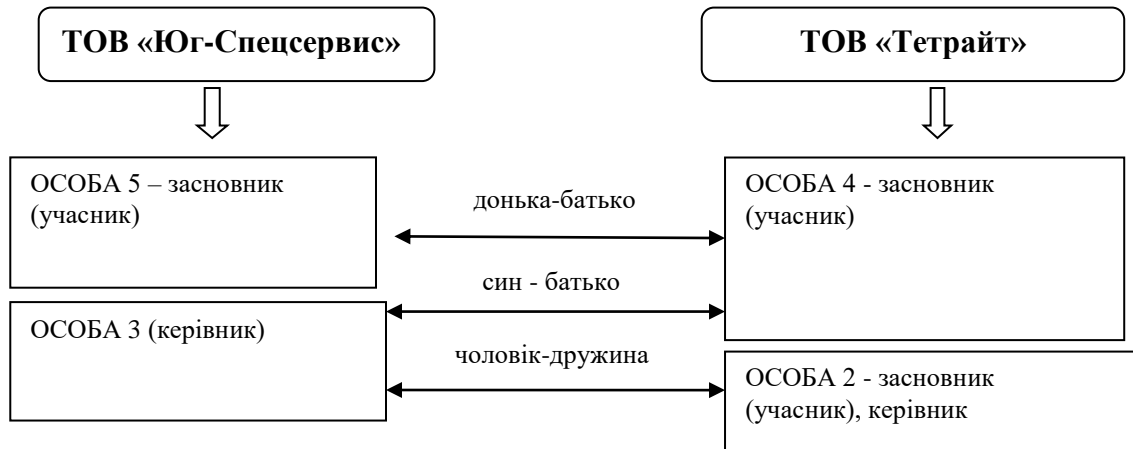 ТОВ «Юг-Спецсервис»
ТОВ «Тетрайт»
ОСОБА 5 – засновник
(учасник)
донька-батько
ОСОБА 4 - засновник
(учасник)
син - батько
ОСОБА 3 (керівник)
чоловік-дружина
ОСОБА 2 - засновник
(учасник), керівник